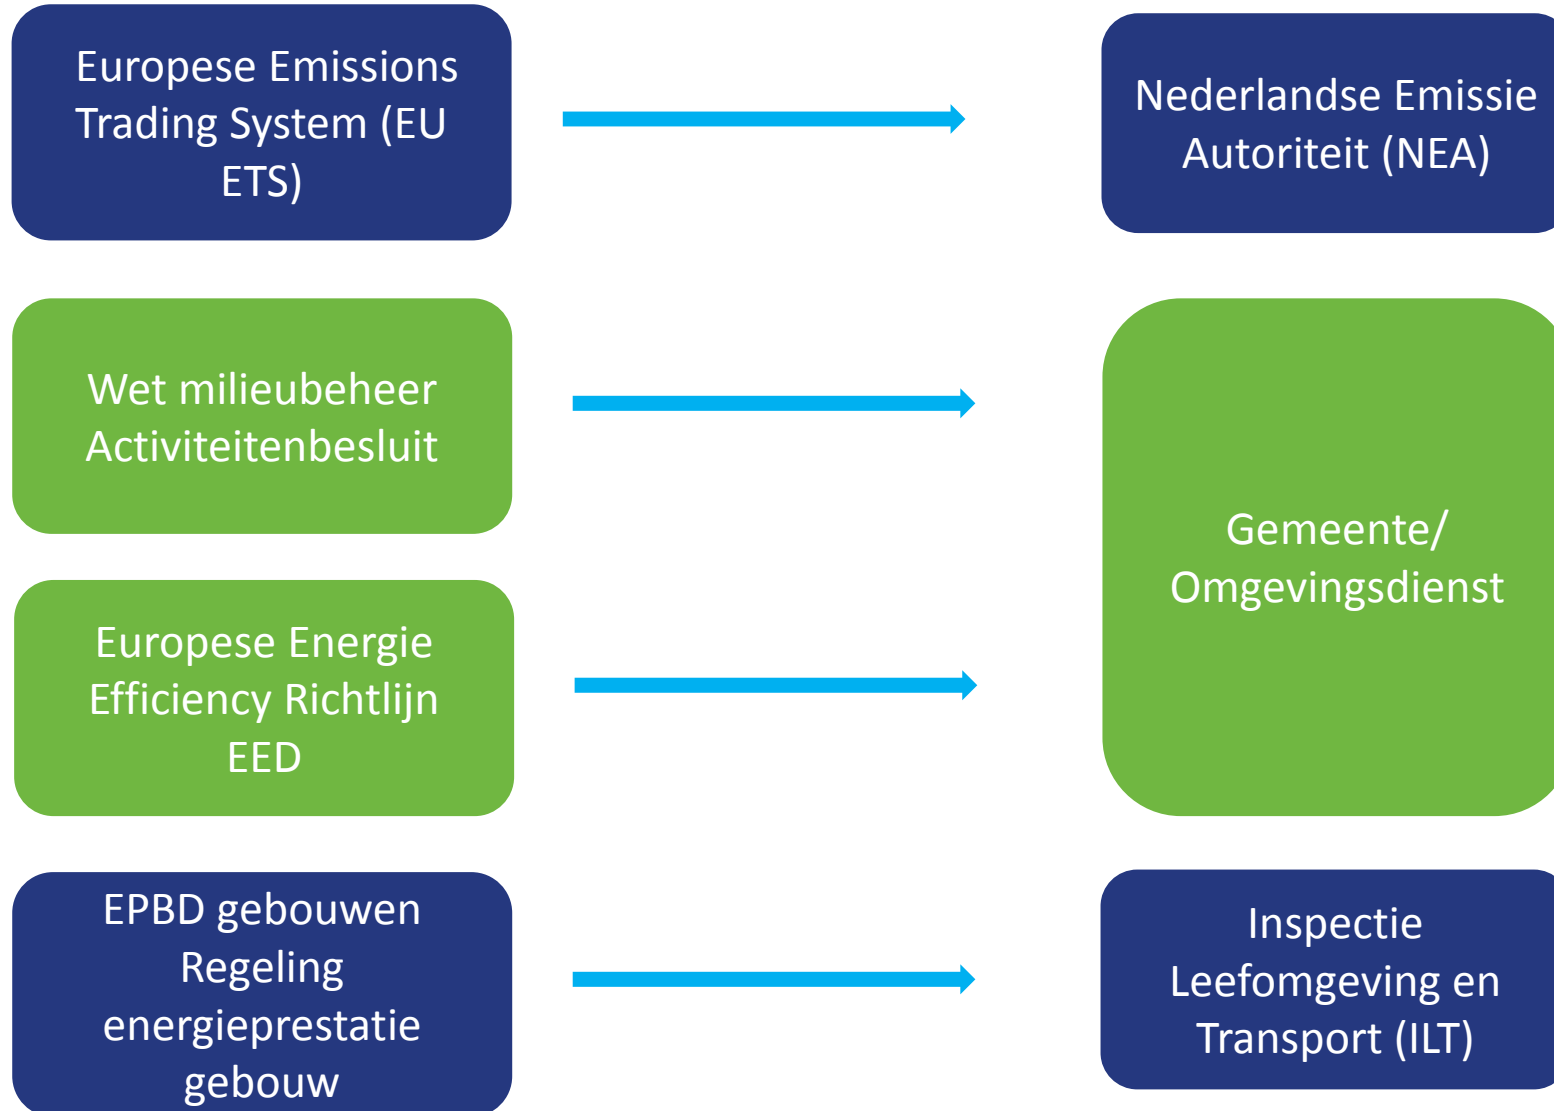 Europese Emissions
Trading System (EU
ETS)
Nederlandse Emissie
Autoriteit (NEA)
Wet milieubeheer
Activiteitenbesluit
Gemeente/
Omgevingsdienst
Europese Energie
Efficiency Richtlijn
EED
EPBD gebouwen
Regeling
energieprestatie
gebouw
Inspectie
Leefomgeving en
Transport (ILT)